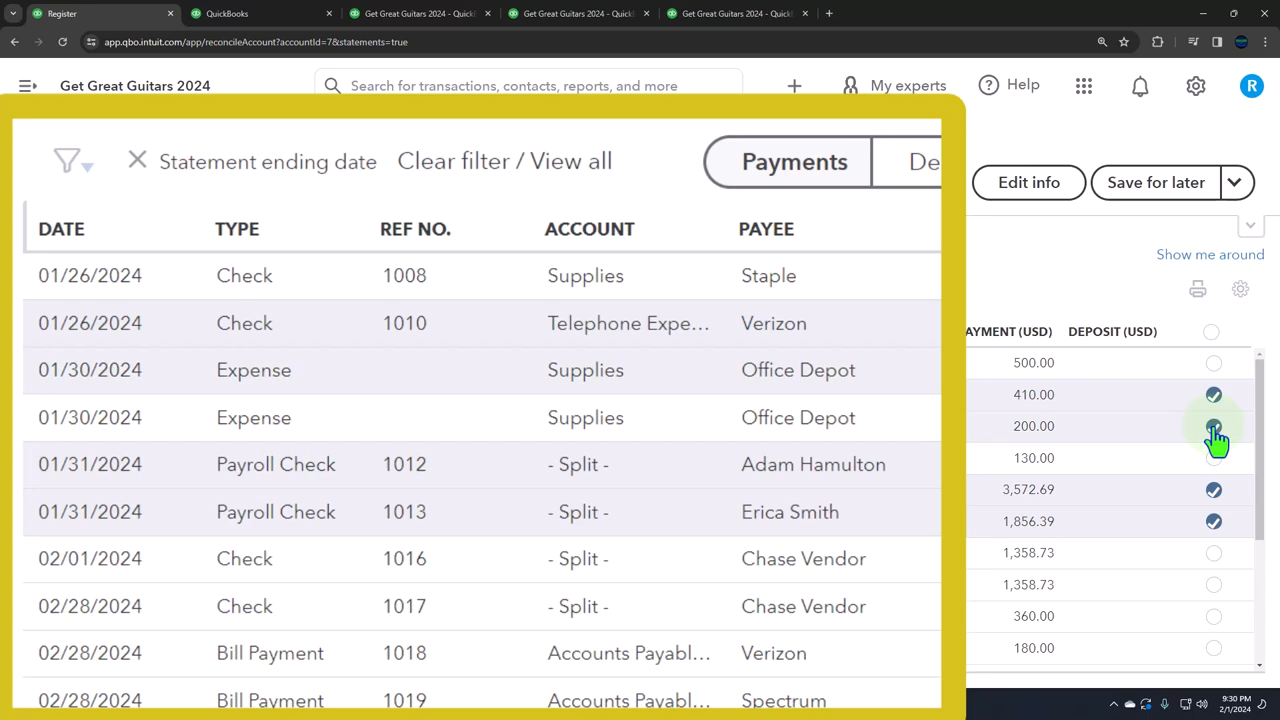 Register
QuickBooks
Get Great Guitars 2024 - QuickB
Get Great Guitars 2024 - QuickB
Get Great Guitars 2024 - QuickB
app.qbo.intuit.com/app/reconcileAccount?accountId=7&statements=true
Get Great Guitars 2024
Search for transactions, contacts, reports, and more
My experts
Help
R
Statement ending date
Clear filter / View all
Payments
De
Edit info
Save for later
Show me around
DATE TYPE REF NO. ACCOUNT PAYEE AYMENT (USD) DEPOSIT (USD)
01/26/2024 Check 1008 Supplies Staple 500.00
01/26/2024 Check 1010 Telephone Expe... Verizon 410.00
01/30/2024 Expense Supplies Office Depot 200.00
01/30/2024 Expense Supplies Office Depot 130.00
01/31/2024 Payroll Check 1012 - Split - Adam Hamulton 3,572.69
01/31/2024 Payroll Check 1013 - Split - Erica Smith 1,856.39
02/01/2024 Check 1016 - Split - Chase Vendor 1,358.73
02/28/2024 Check 1017 - Split - Chase Vendor 1,358.73
02/28/2024 Bill Payment 1018 Accounts Payabl... Verizon 360.00
02/28/2024 Bill Payment 1019 Accounts Payabl... Spectrum 180.00
9:30 PM
2/1/2024